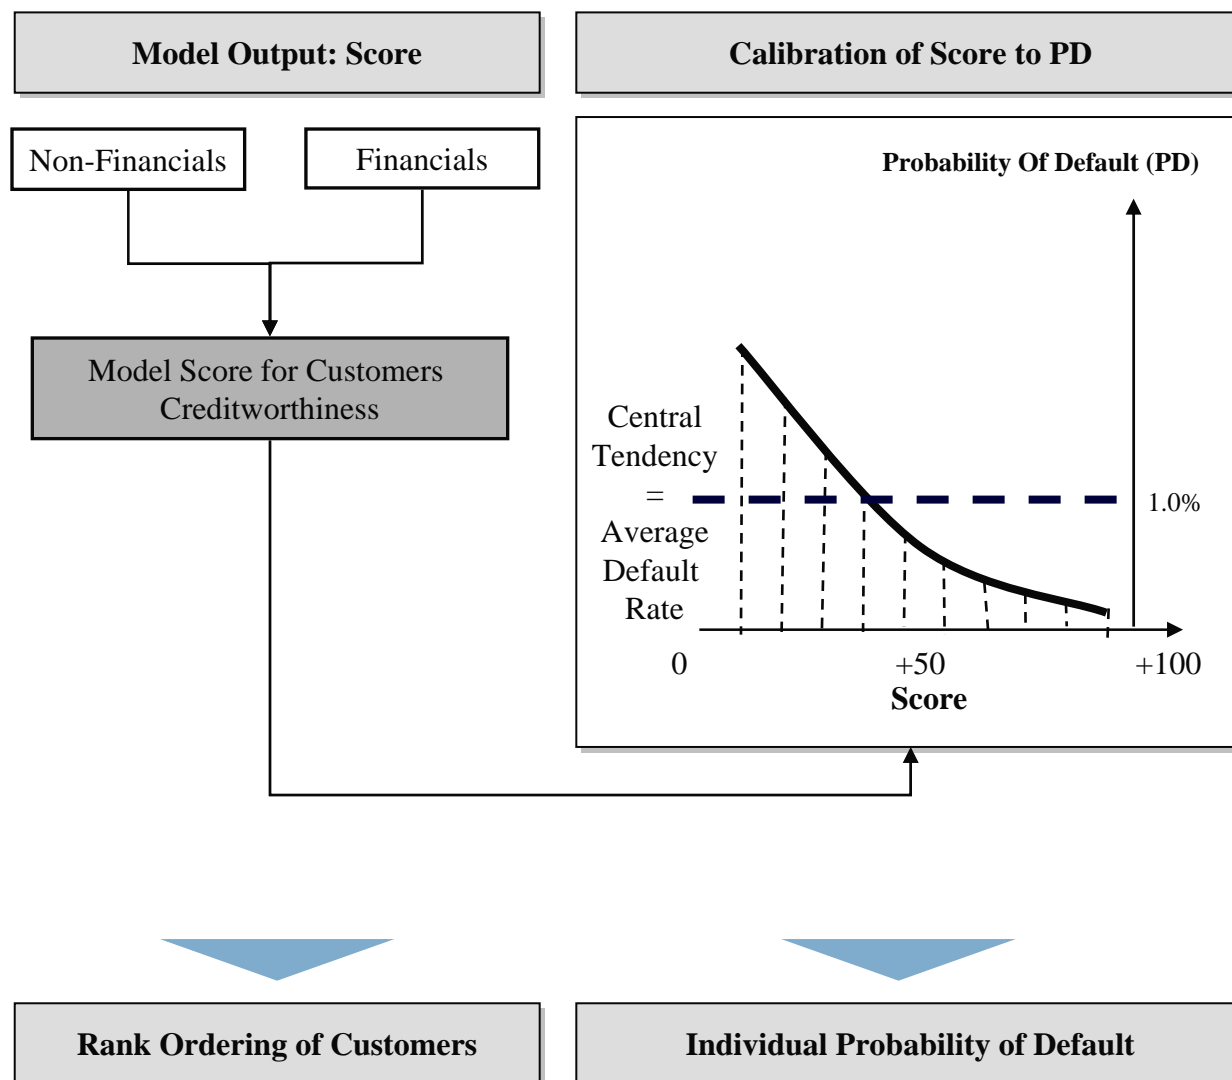 Model Output: Score
Calibration of Score to PD
Non-Financials
Financials
Model Score for Customers
Creditworthiness
Probability Of Default (PD)
Central
Tendency
=
Average
Default
Rate
1.0%
0
+50
+100
Score
Rank Ordering of Customers
Individual Probability of Default